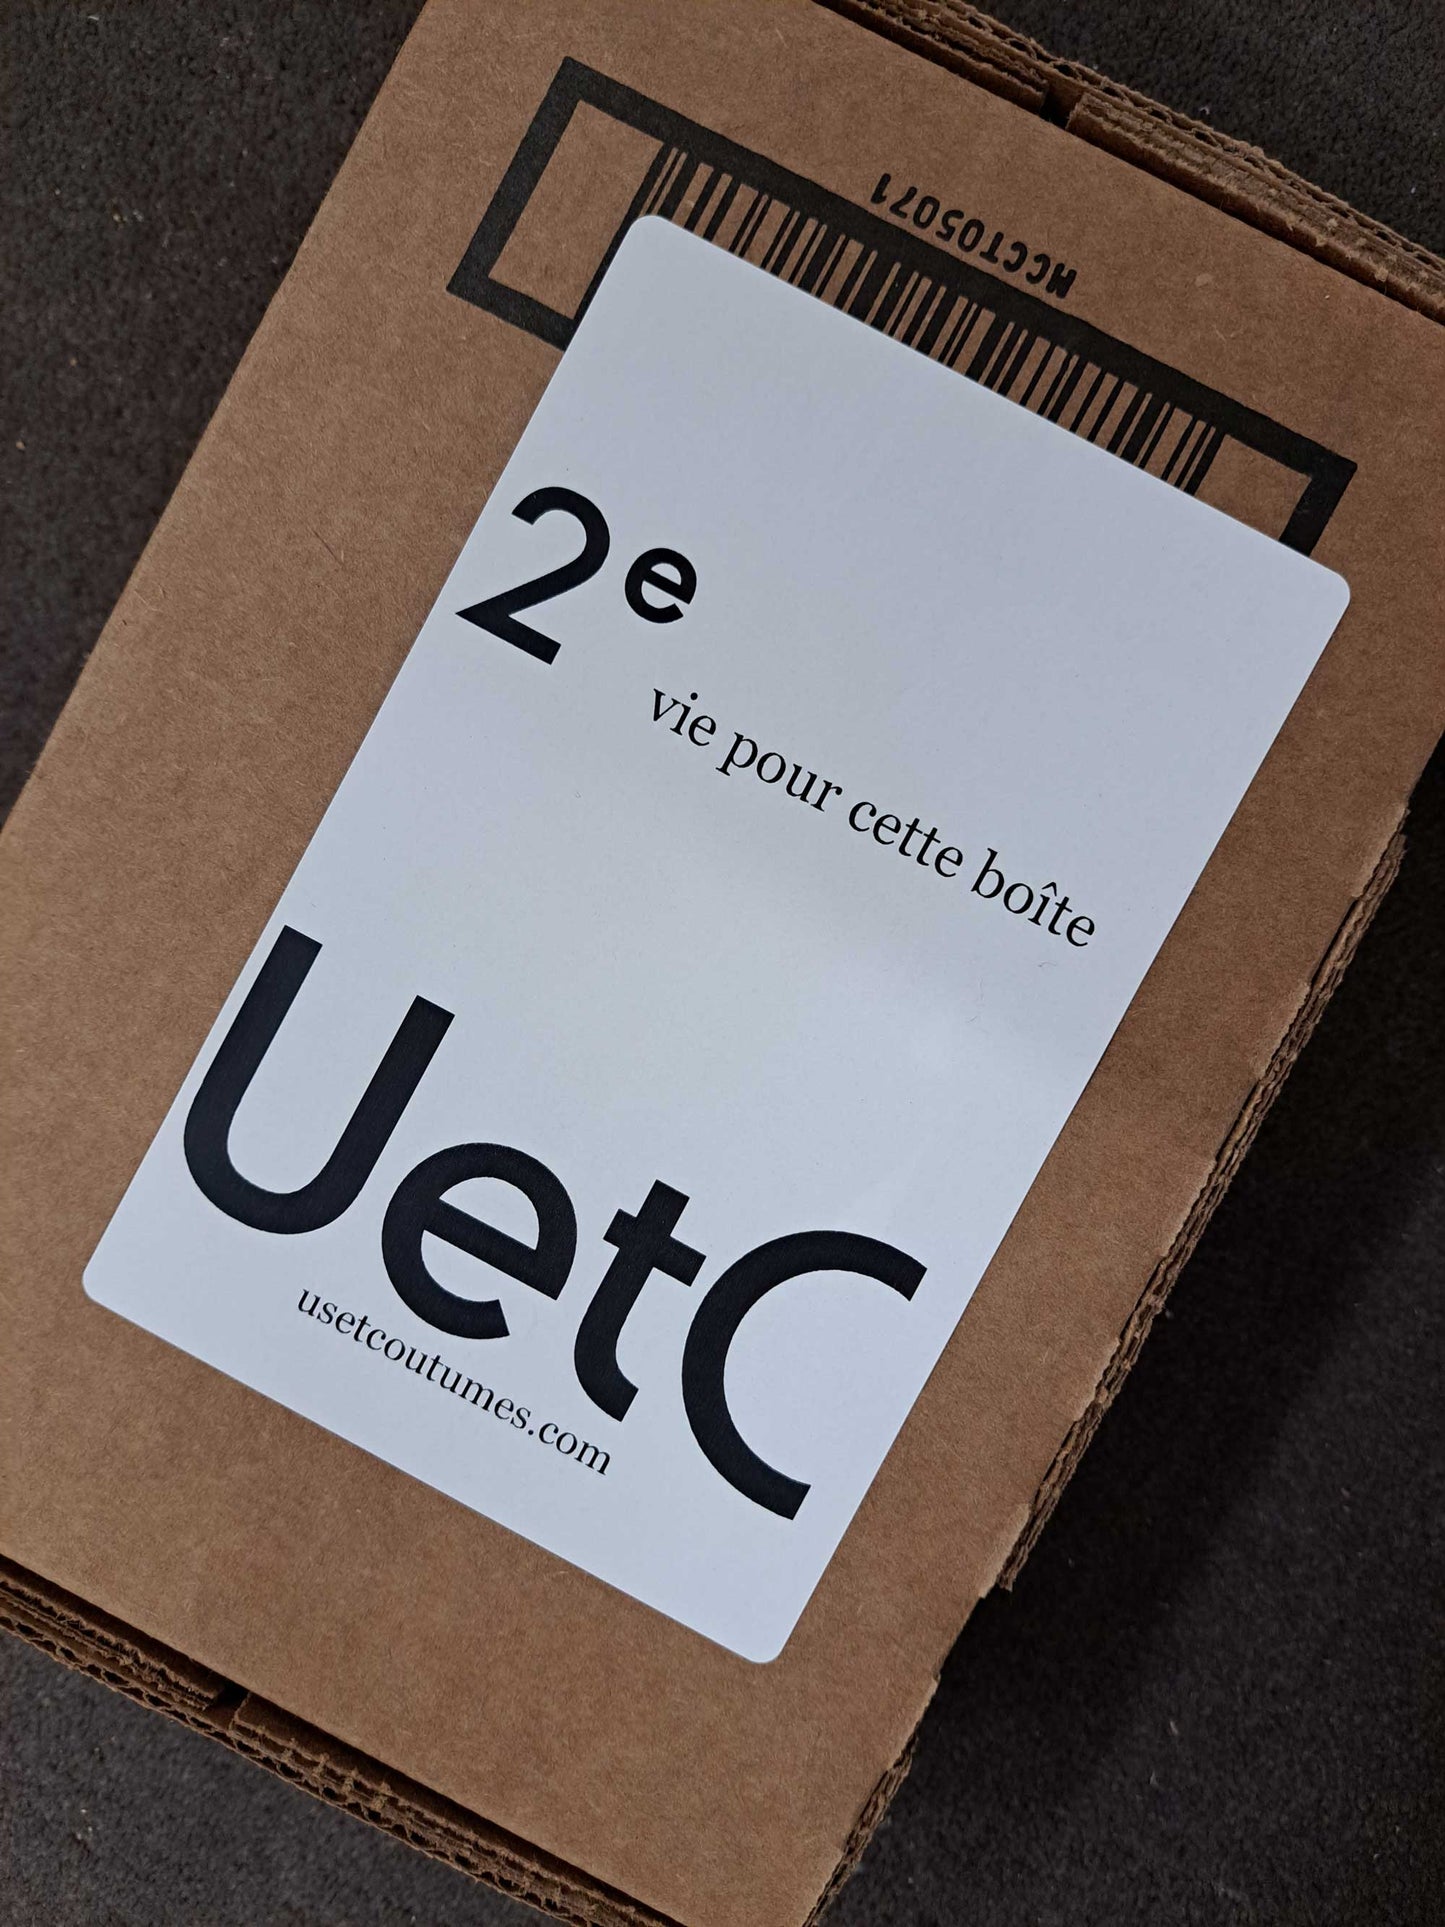 MCCT05071
2e
vie pour cette boîte
UetC
usetcoutumes.com